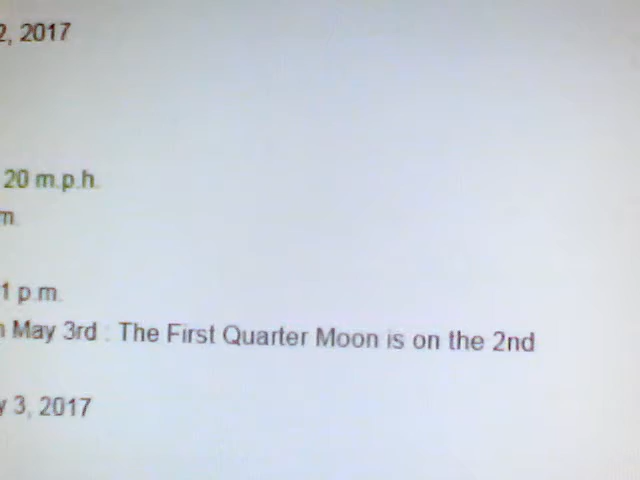 2, 2017
20 m.p.h.
m.
1 p.m.
n May 3rd : The First Quarter Moon is on the 2nd
y 3, 2017